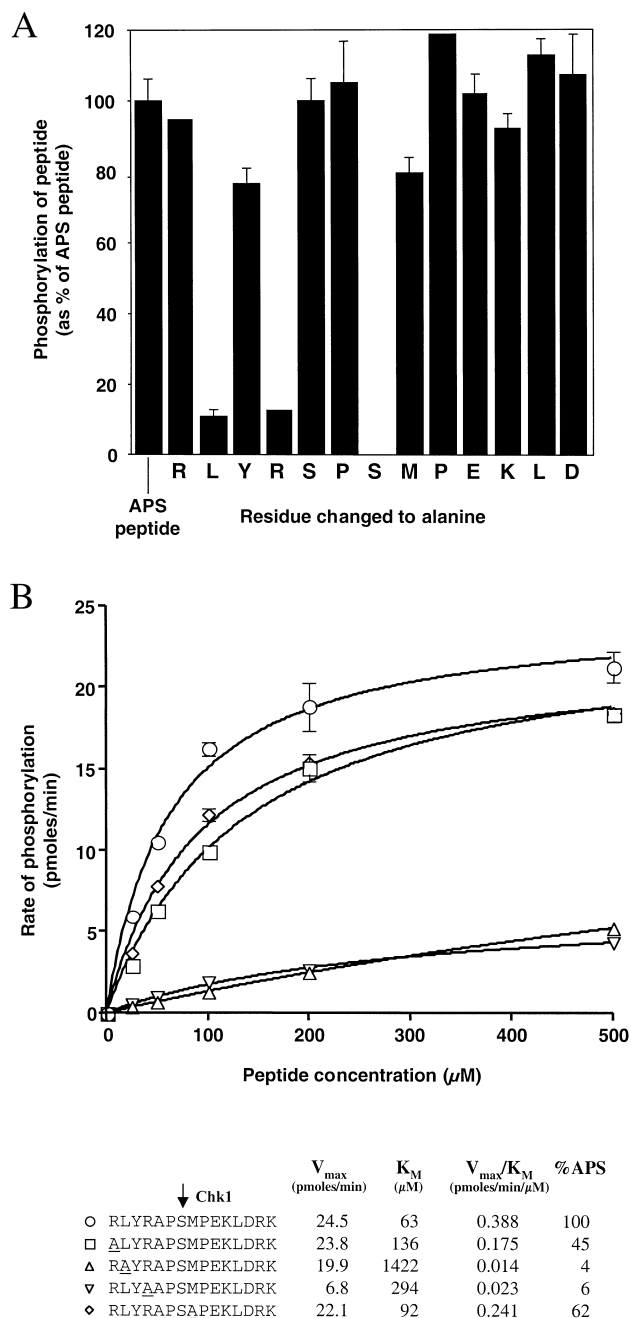 A
120
100
80
60
40
20
0
Phosphorylation of peptide
(as % of APS peptide)
R L Y R S P S M P E K L D
APS
peptide
Residue changed to alanine
B
25
20
15
10
5
0
Rate of phosphorylation
(pmoles/min)
0 100 200 300 400 500
Peptide concentration (µM)
Vmax KM Vmax/KM %APS
(pmoles/min) (µM) (pmoles/min/µM)
Chk1
RLYRAPSMPEKLDRK 24.5 63 0.388 100
ALYRAPSMPEKLDRK 23.8 136 0.175 45
RAYRAPSMPEKLDRK 19.9 1422 0.014 4
RLYAAPSMPEKLDRK 6.8 294 0.023 6
RLYRAPSAPEKLDRK 22.1 92 0.241 62